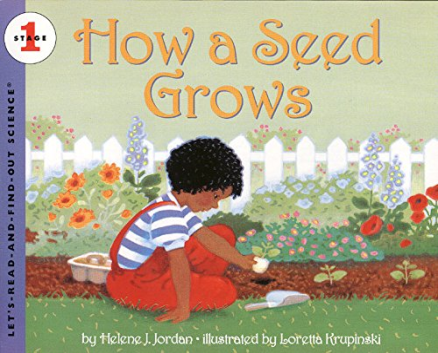 1
STAGE
How a Seed
Grows
LET'S-READ-AND-FIND-OUT SCIENCE®
by Helene J. Jordan • illustrated by Loretta Krupinski